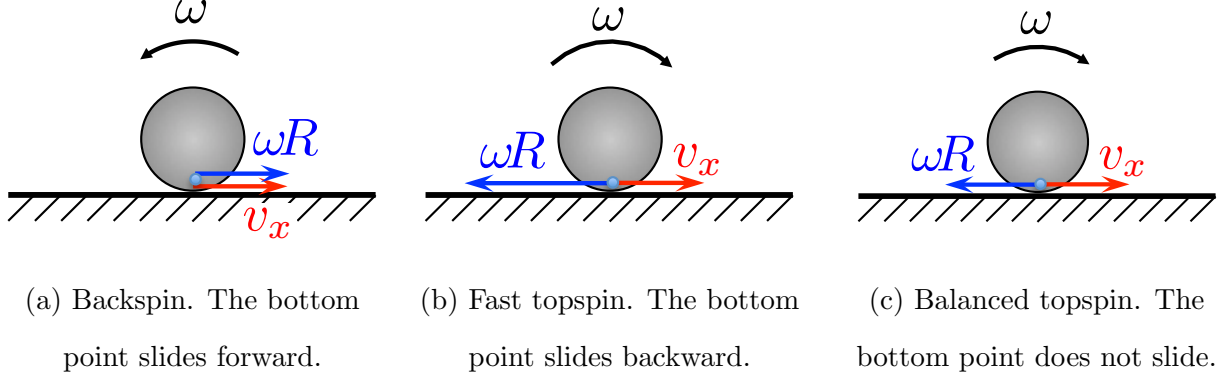 ω
ωR
v_x
(a) Backspin. The bottom
point slides forward.
ω
ωR
v_x
(b) Fast topspin. The bottom
point slides backward.
ω
ωR
v_x
(c) Balanced topspin. The
bottom point does not slide.